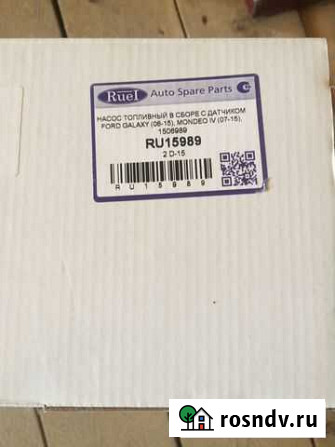 Ruei Auto Spare Parts
НАСОС ТОПЛИВНЫЙ В СБОРЕ С ДАТЧИКОМ
FORD GALAXY (06-15), MONDEO IV (07-15),
1506989
RU15989
2 D-15
RU15989
rosndv.ru